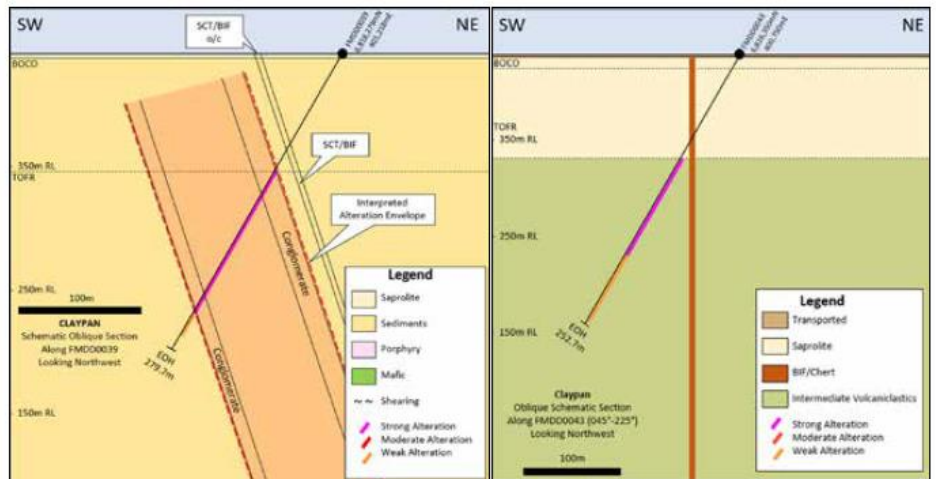 SW
SCT/BIF
o/c
FMDD0039
NE
BOCO
SCT/BIF
350m RL
TOFR
Interpreted
Alteration Envelope
Conglomerate
250m RL
100m
CLAYPAN
Schematic Oblique Section
Along FMDD0039
Looking Northwest
EOH
279.7m
Conglomerate
150m RL
Legend
Saprolite
Sediments
Porphyry
Mafic
Shearing
Strong Alteration
Moderate Alteration
Weak Alteration
SW
FMDD0043
NE
BOCO
TOFR
350m RL
250m RL
150m RL
EOH
252.7m
Claypan
Oblique Schematic Section
Along FMDD0043 (045°-225°)
Looking Northwest
100m
Legend
Transported
Saprolite
BIF/Chert
Intermediate Volcaniclastics
Strong Alteration
Moderate Alteration
Weak Alteration